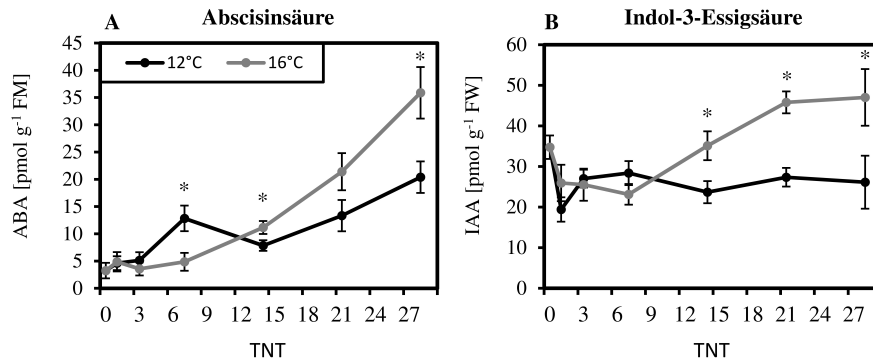 A Abscisinsäure
ABA [pmol g⁻¹ FM]
45
40
35
30
25
20
15
10
5
0
12°C 16°C
*
*
*
0 3 6 9 12 15 18 21 24 27
TNT
B Indol-3-Essigsäure
IAA [pmol g⁻¹ FW]
60
50
40
30
20
10
0
*
*
*
0 3 6 9 12 15 18 21 24 27
TNT